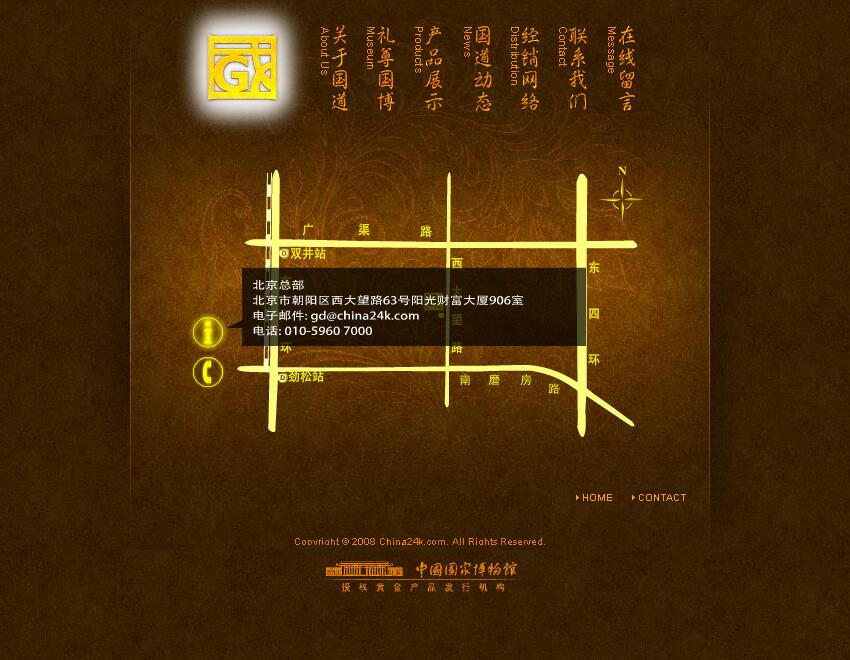 关于国道
About Us
礼尊国博
Museum
产品展示
Products
国道动态
News
经销网络
Distribution
联系我们
Contact
在线留言
Message
N
广渠路
双井站
西大望路
东四环
北京总部
北京市朝阳区西大望路63号阳光财富大厦906室
电子邮件: gd@china24k.com
电话: 010-5960 7000
环
劲松站
南磨房路
HOME
CONTACT
Copyright © 2008 China24k.com. All Rights Reserved.
中国国家博物馆
授权黄金产品发行机构